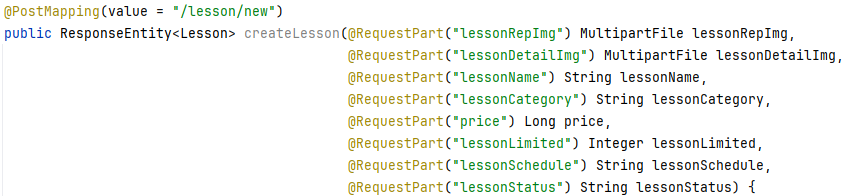 @PostMapping(value = "/lesson/new")
public ResponseEntity<Lesson> createLesson(@RequestPart("lessonRepImg") MultipartFile lessonRepImg,
@RequestPart("lessonDetailImg") MultipartFile lessonDetailImg,
@RequestPart("lessonName") String lessonName,
@RequestPart("lessonCategory") String lessonCategory,
@RequestPart("price") Long price,
@RequestPart("lessonLimited") Integer lessonLimited,
@RequestPart("lessonSchedule") String lessonSchedule,
@RequestPart("lessonStatus") String lessonStatus) {